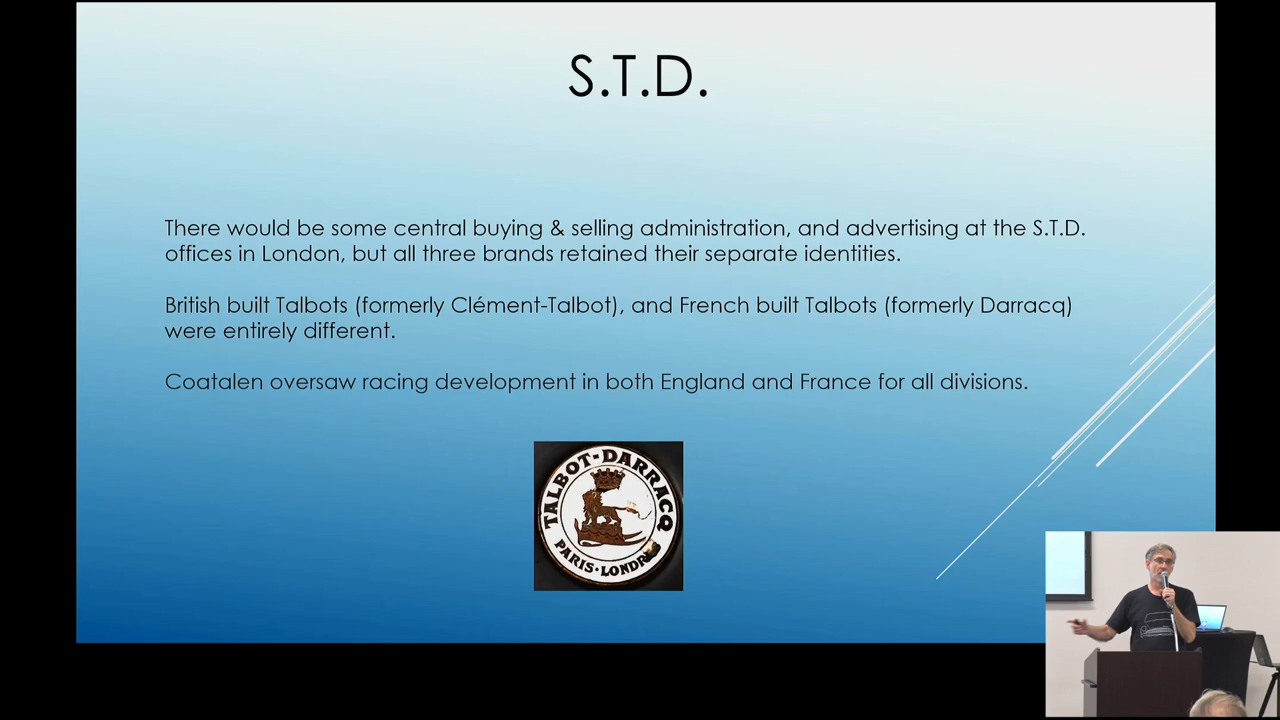 S.T.D.
There would be some central buying & selling administration, and advertising at the S.T.D.
offices in London, but all three brands retained their separate identities.
British built Talbots (formerly Clément-Talbot), and French built Talbots (formerly Darracq)
were entirely different.
Coatalen oversaw racing development in both England and France for all divisions.
TALBOT-DARRACQ
PARIS·LONDRES